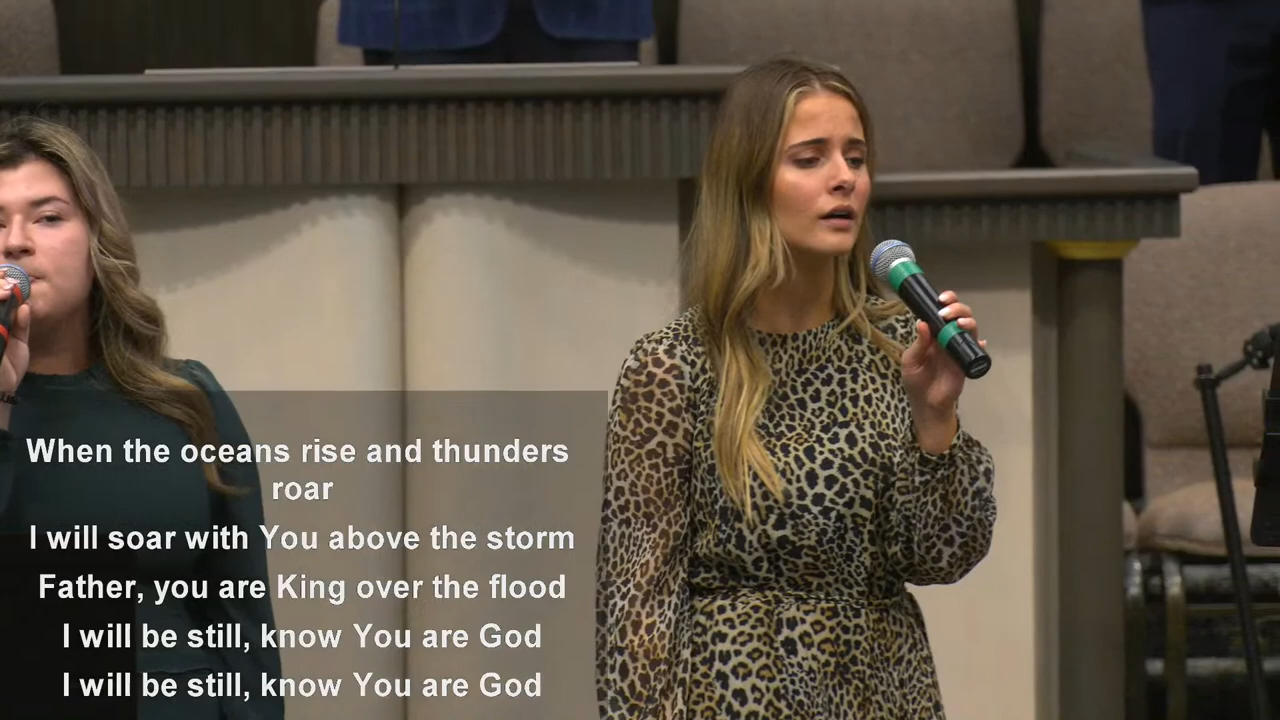 When the oceans rise and thunders
roar
I will soar with You above the storm
Father, you are King over the flood
I will be still, know You are God
I will be still, know You are God